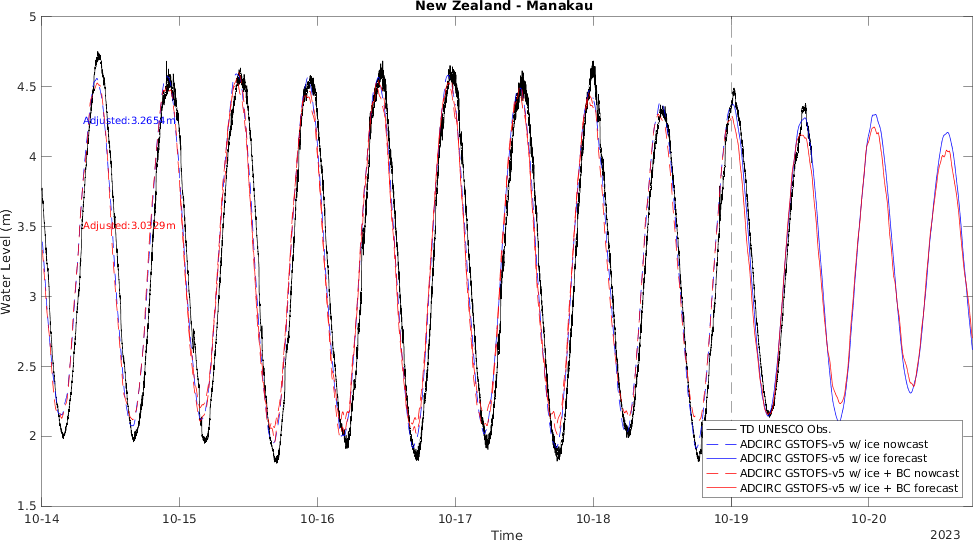 New Zealand - Manakau
Water Level (m)
5
4.5
4
3.5
3
2.5
2
1.5
Adjusted:3.2654m
Adjusted:3.0329m
TD UNESCO Obs.
ADCIRC GSTOFS-v5 w/ ice nowcast
ADCIRC GSTOFS-v5 w/ ice forecast
ADCIRC GSTOFS-v5 w/ ice + BC nowcast
ADCIRC GSTOFS-v5 w/ ice + BC forecast
10-14 10-15 10-16 10-17 10-18 10-19 10-20
Time
2023